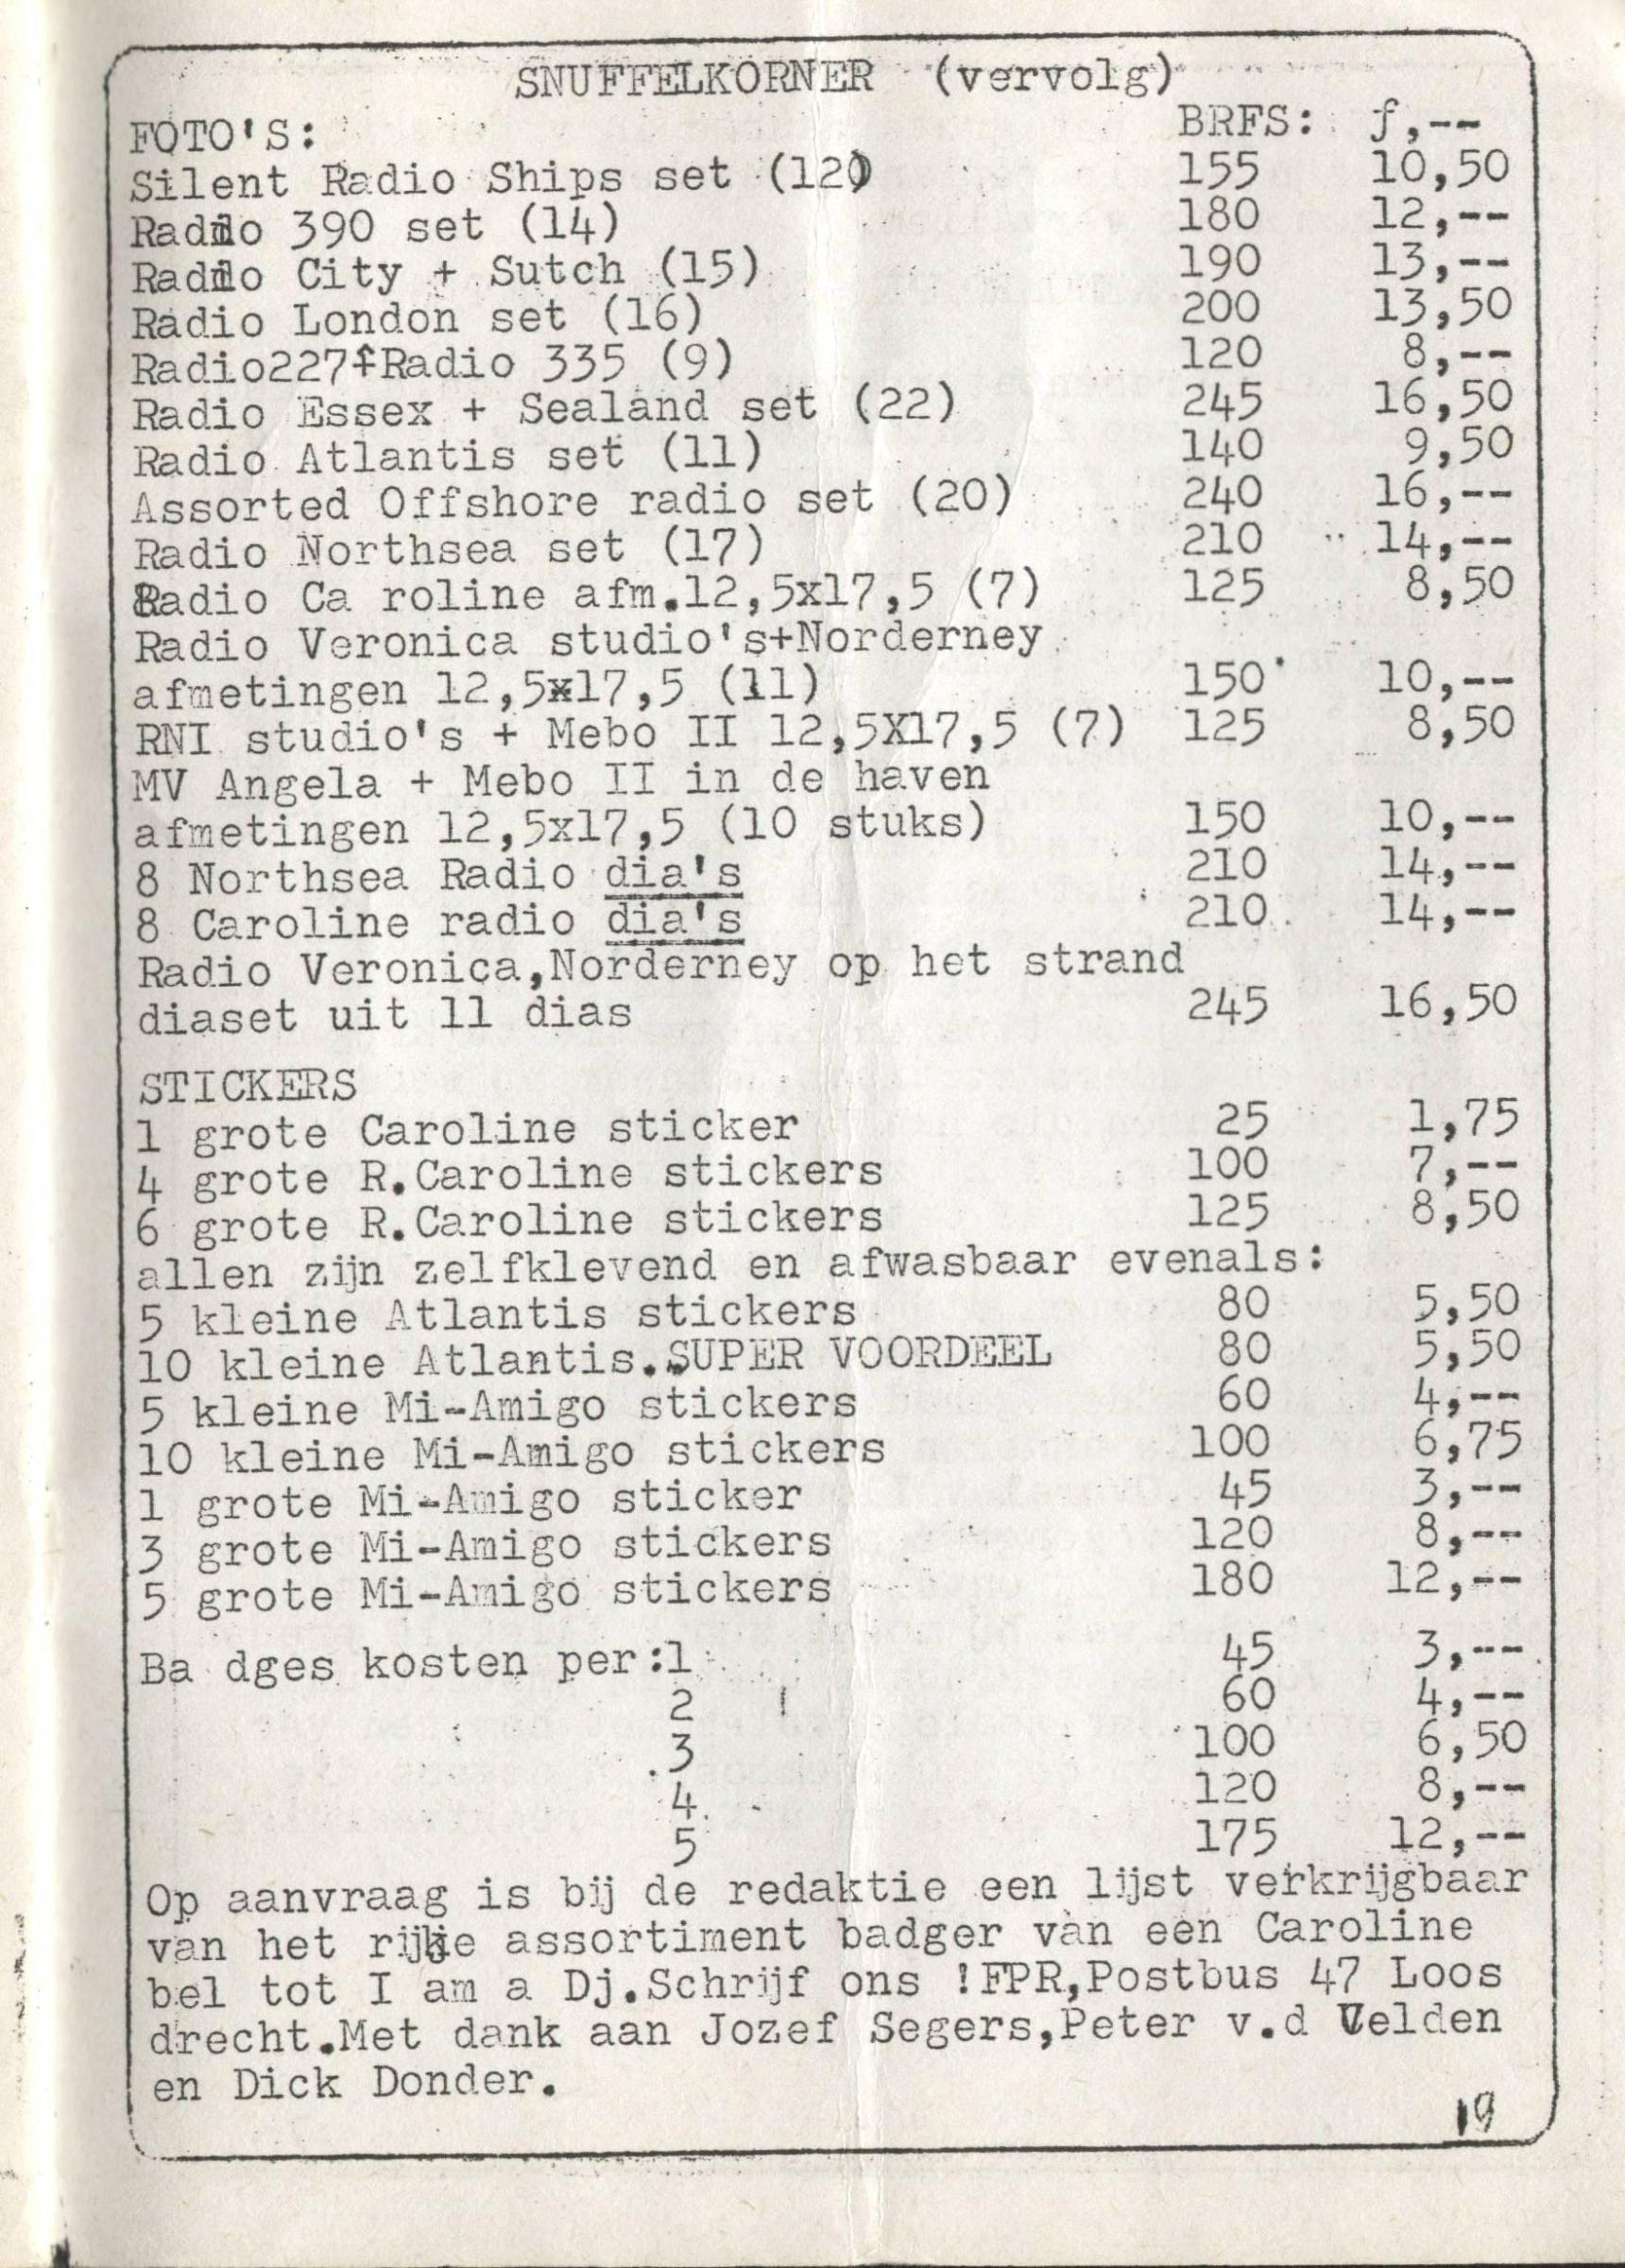 SNUFFELKORNER (vervolg)
FOTO'S: BRFS: f,--
Silent Radio Ships set (12) 155 10,50
Radio 390 set (14) 180 12,--
Radio City + Sutch (15) 190 13,--
Radio London set (16) 200 13,50
Radio227+Radio 335 (9) 120 8,--
Radio Essex + Sealand set (22) 245 16,50
Radio Atlantis set (11) 140 9,50
Assorted Offshore radio set (20) 240 16,--
Radio Northsea set (17) 210 14,--
Radio Ca roline afm.12,5x17,5 (7) 125 8,50
Radio Veronica studio's+Norderney
afmetingen 12,5x17,5 (11) 150 10,--
RNI studio's + Mebo II 12,5X17,5 (7) 125 8,50
MV Angela + Mebo II in de haven
afmetingen 12,5x17,5 (10 stuks) 150 10,--
8 Northsea Radio dia's 210 14,--
8 Caroline radio dia's 210 14,--
Radio Veronica,Norderney op het strand
diaset uit 11 dias 245 16,50
STICKERS
1 grote Caroline sticker 25 1,75
4 grote R.Caroline stickers 100 7,--
6 grote R.Caroline stickers 125 8,50
allen zijn zelfklevend en afwasbaar evenals:
5 kleine Atlantis stickers 80 5,50
10 kleine Atlantis.SUPER VOORDEEL 80 5,50
5 kleine Mi-Amigo stickers 60 4,--
10 kleine Mi-Amigo stickers 100 6,75
1 grote Mi-Amigo sticker 45 3,--
3 grote Mi-Amigo stickers 120 8,--
5 grote Mi-Amigo stickers 180 12,--
Ba dges kosten per:1 45 3,--
2 60 4,--
3 100 6,50
4 120 8,--
5 175 12,--
Op aanvraag is bij de redaktie een lijst verkrijgbaar
van het rijke assortiment badger van een Caroline
bel tot I am a Dj.Schrijf ons !FPR,Postbus 47 Loos
drecht.Met dank aan Jozef Segers,Peter v.d Velden
en Dick Donder.
19